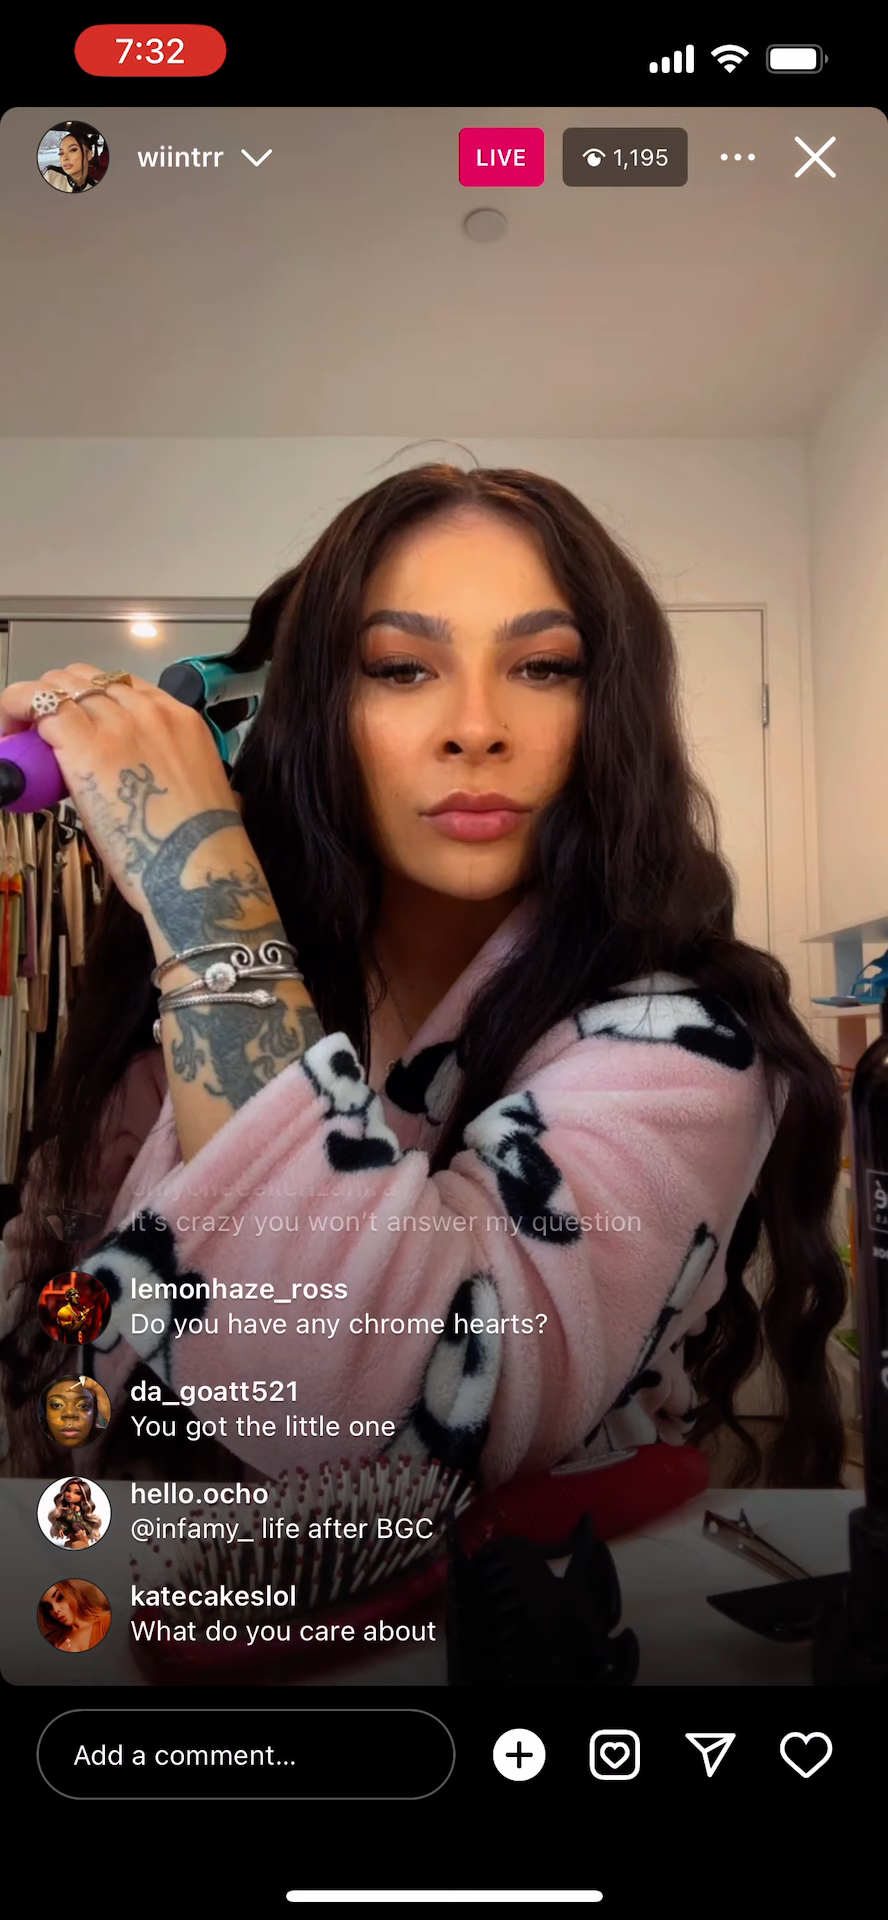 7:32
wiintrr
LIVE
1,195
It's crazy you won't answer my question
lemonhaze_ross
Do you have any chrome hearts?
da_goatt521
You got the little one
hello.ocho
@infamy_ life after BGC
katecakeslol
What do you care about
Add a comment...